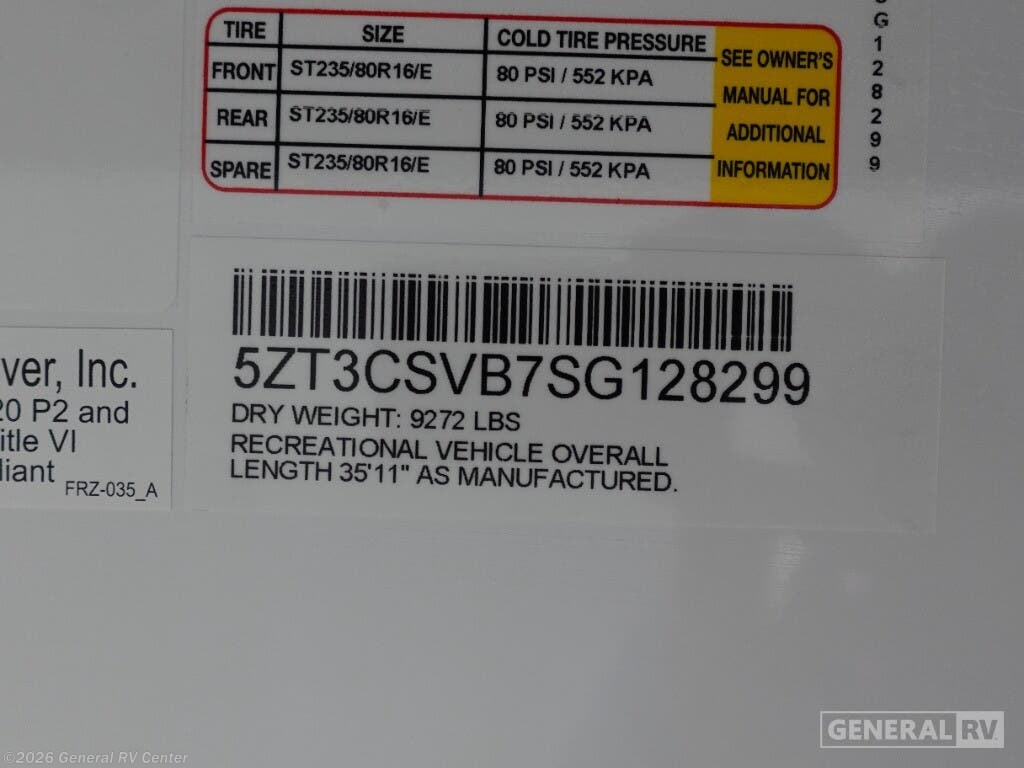 TIRE SIZE COLD TIRE PRESSURE
FRONT ST235/80R16/E 80 PSI / 552 KPA
REAR ST235/80R16/E 80 PSI / 552 KPA
SPARE ST235/80R16/E 80 PSI / 552 KPA
SEE OWNER'S
MANUAL FOR
ADDITIONAL
INFORMATION
G
1
2
8
2
9
9
5ZT3CSVB7SG128299
DRY WEIGHT: 9272 LBS
RECREATIONAL VEHICLE OVERALL
LENGTH 35'11" AS MANUFACTURED.
ver, Inc.
20 P2 and
itle VI
liant
FRZ-035_A
GENERAL RV
©2026 General RV Center